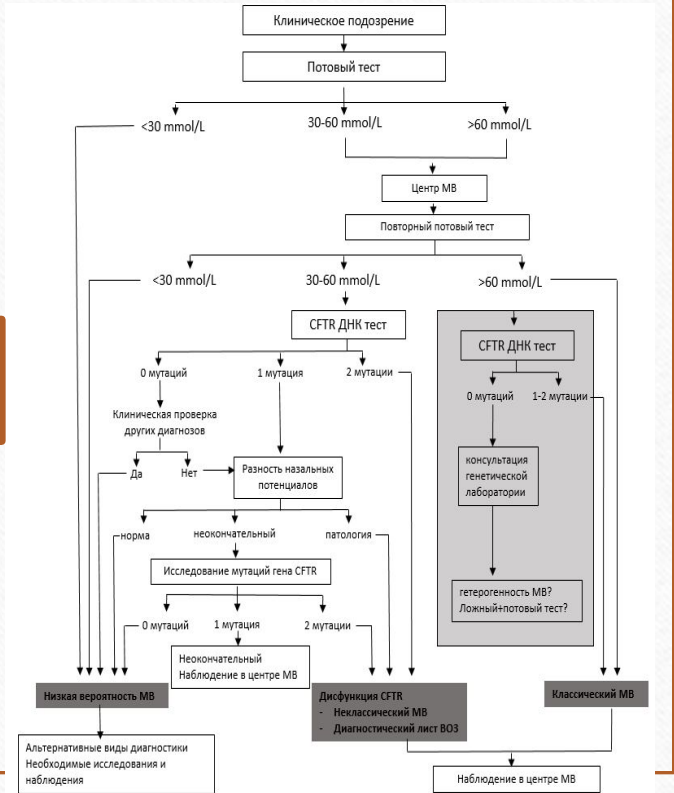 Клиническое подозрение
Потовый тест
<30 mmol/L
30-60 mmol/L
>60 mmol/L
Центр МВ
Повторный потовый тест
<30 mmol/L
30-60 mmol/L
>60 mmol/L
CFTR ДНК тест
0 мутаций
1 мутация
2 мутации
Клиническая проверка
других диагнозов
Да
Нет
Разность назальных
потенциалов
норма
неокончательный
патология
Исследование мутаций гена CFTR
0 мутаций
1 мутация
2 мутации
Неокончательный
Наблюдение в центре МВ
CFTR ДНК тест
0 мутаций
1-2 мутации
консультация
генетической
лаборатории
гетерогенность МВ?
Ложный+потовый тест?
Низкая вероятность МВ
Дисфункция CFTR
- Неклассический МВ
- Диагностический лист ВОЗ
Классический МВ
Альтернативные виды диагностики
Необходимые исследования и
наблюдения
Наблюдение в центре МВ